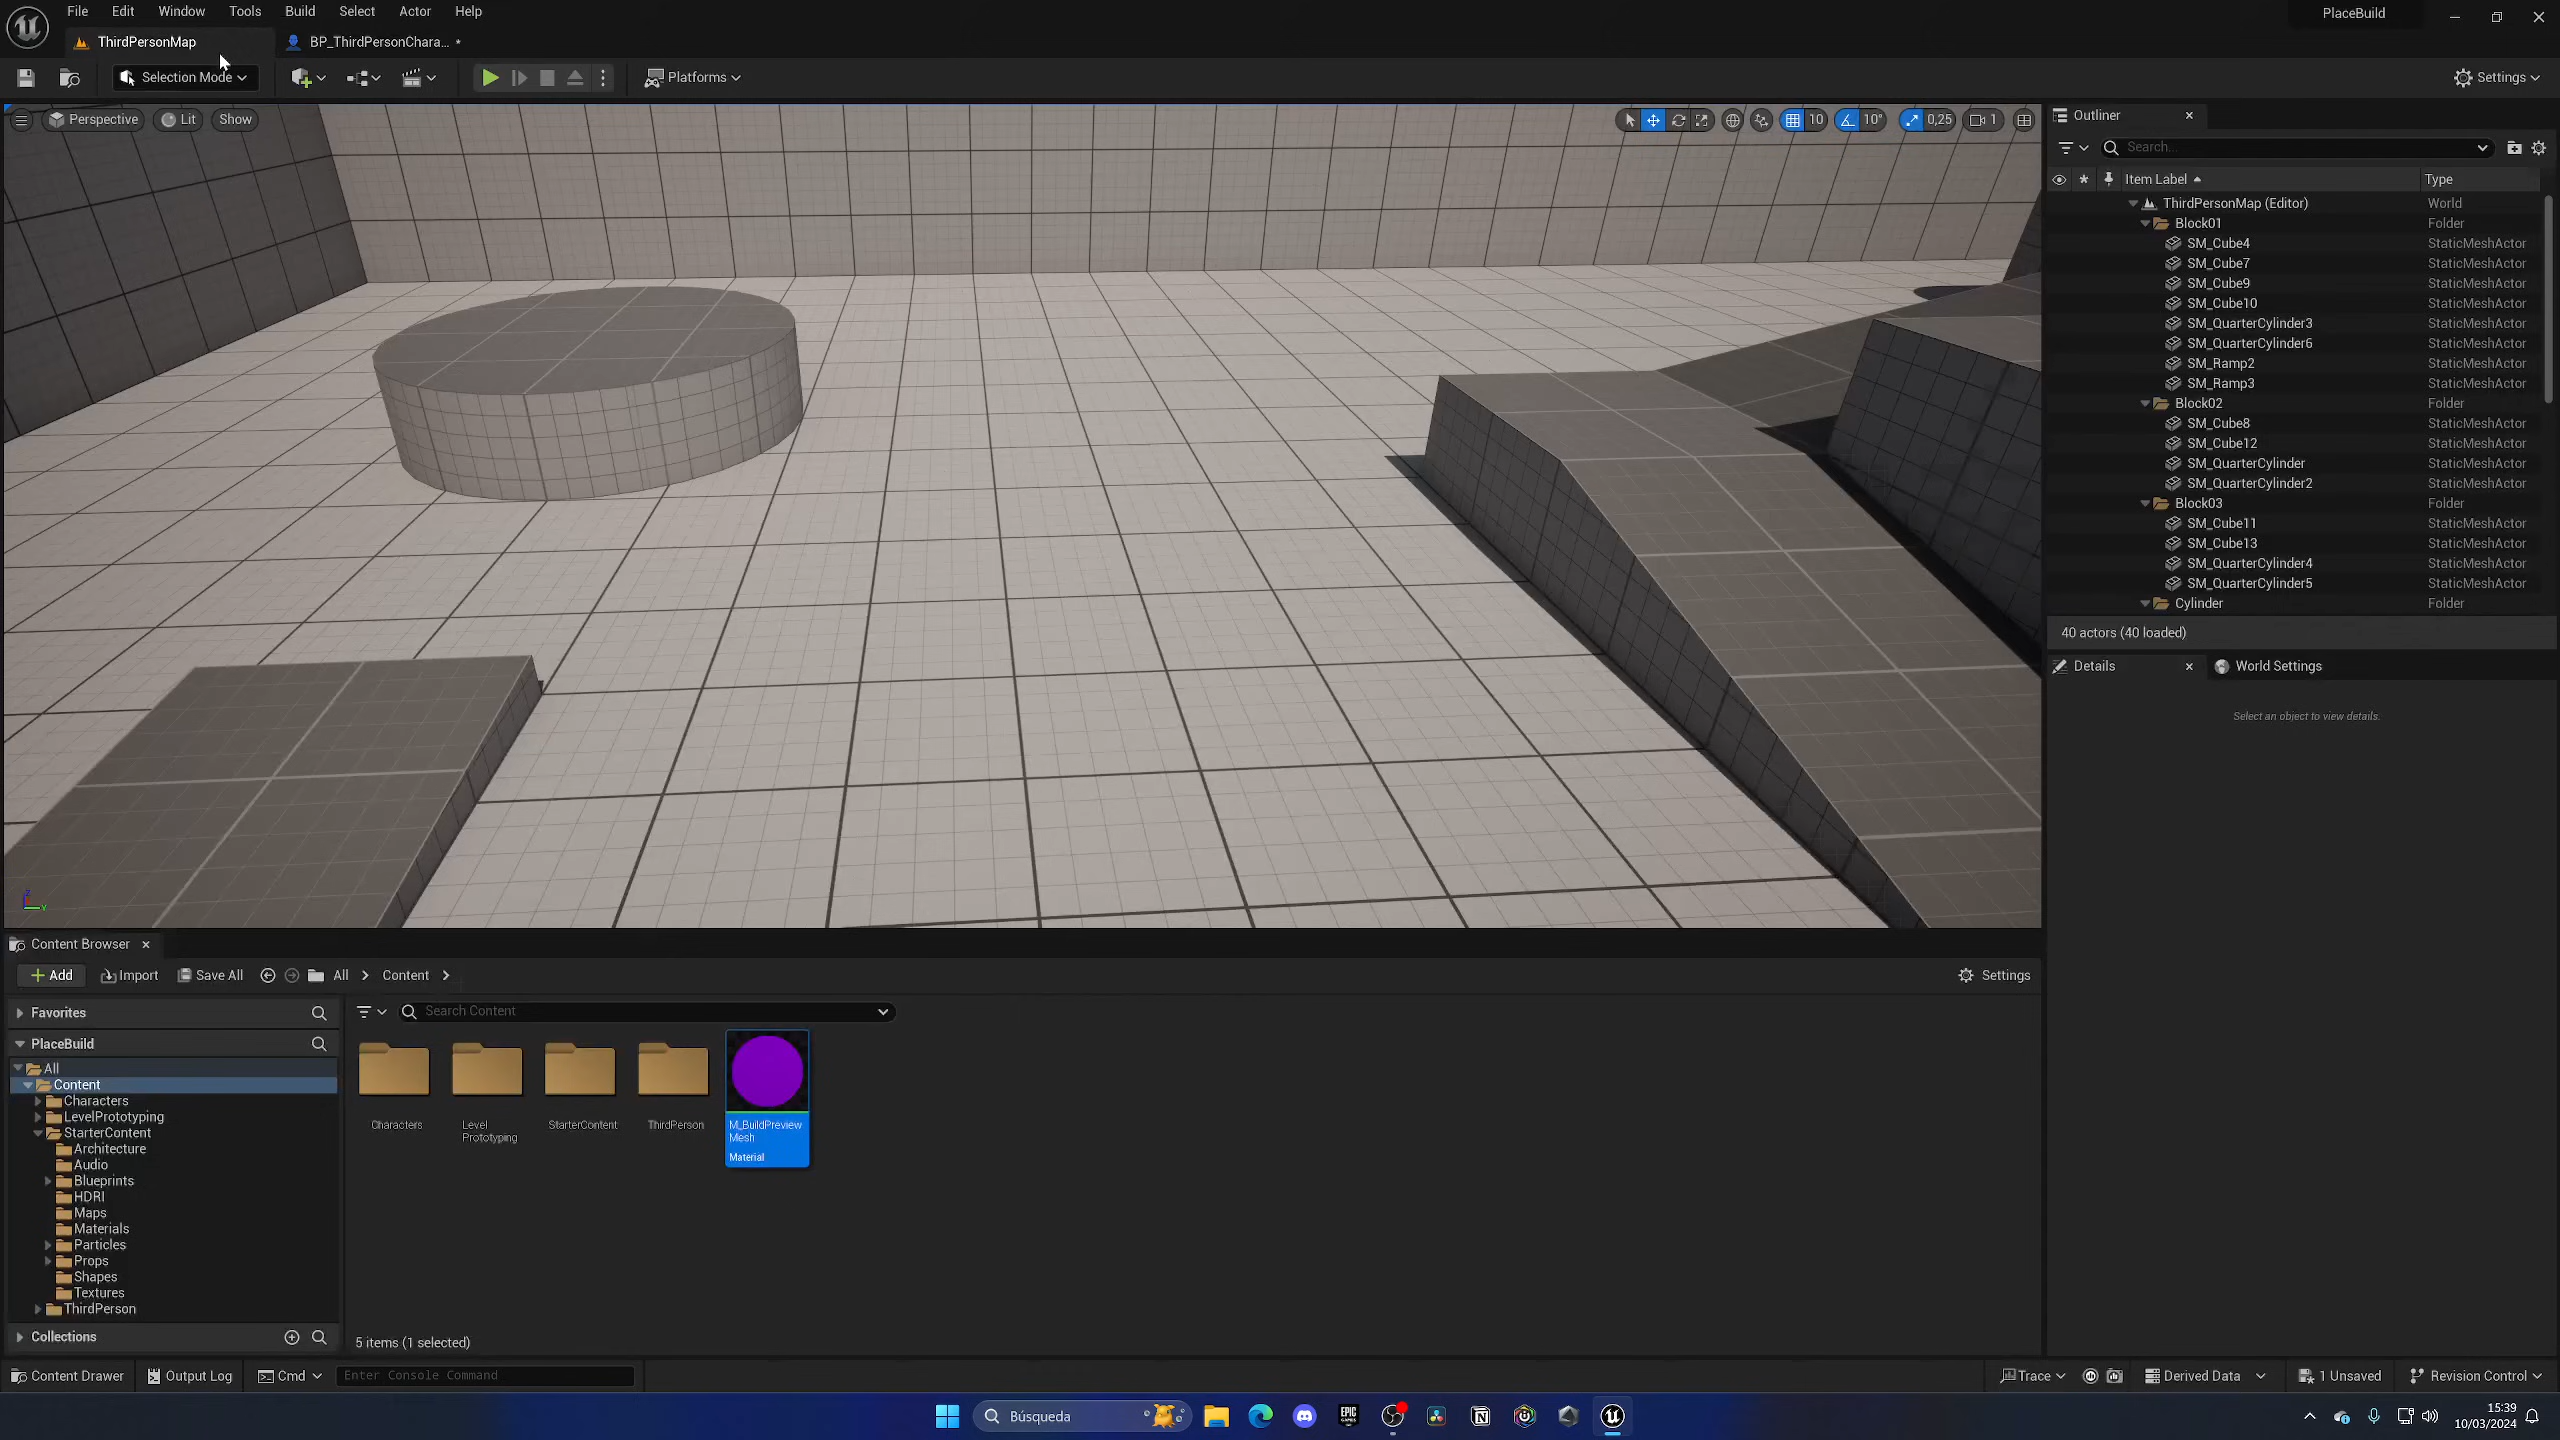 File Edit Window Tools Build Select Actor Help
PlaceBuild
ThirdPersonMap
BP_ThirdPersonChara... *
Selection Mode
Platforms
Settings
Perspective
Lit
Show
10
10°
0,25
1
Outliner
Search...
Item Label
Type
ThirdPersonMap (Editor) World
Block01 Folder
SM_Cube4 StaticMeshActor
SM_Cube7 StaticMeshActor
SM_Cube9 StaticMeshActor
SM_Cube10 StaticMeshActor
SM_QuarterCylinder3 StaticMeshActor
SM_QuarterCylinder6 StaticMeshActor
SM_Ramp2 StaticMeshActor
SM_Ramp3 StaticMeshActor
Block02 Folder
SM_Cube8 StaticMeshActor
SM_Cube12 StaticMeshActor
SM_QuarterCylinder StaticMeshActor
SM_QuarterCylinder2 StaticMeshActor
Block03 Folder
SM_Cube11 StaticMeshActor
SM_Cube13 StaticMeshActor
SM_QuarterCylinder4 StaticMeshActor
SM_QuarterCylinder5 StaticMeshActor
Cylinder Folder
40 actors (40 loaded)
Details
World Settings
Select an object to view details.
Content Browser
Add
Import
Save All
All
Content
Settings
Favorites
PlaceBuild
All
Content
Characters
LevelPrototyping
StarterContent
Architecture
Audio
Blueprints
HDRI
Maps
Materials
Particles
Props
Shapes
Textures
ThirdPerson
Collections
Search Content
Characters
Level
Prototyping
StarterContent
ThirdPerson
M_BuildPreview
Mesh
Material
5 items (1 selected)
Content Drawer
Output Log
Cmd
Enter Console Command
Trace
Derived Data
1 Unsaved
Revision Control
Búsqueda
EPIC
GAMES
15:39
10/03/2024